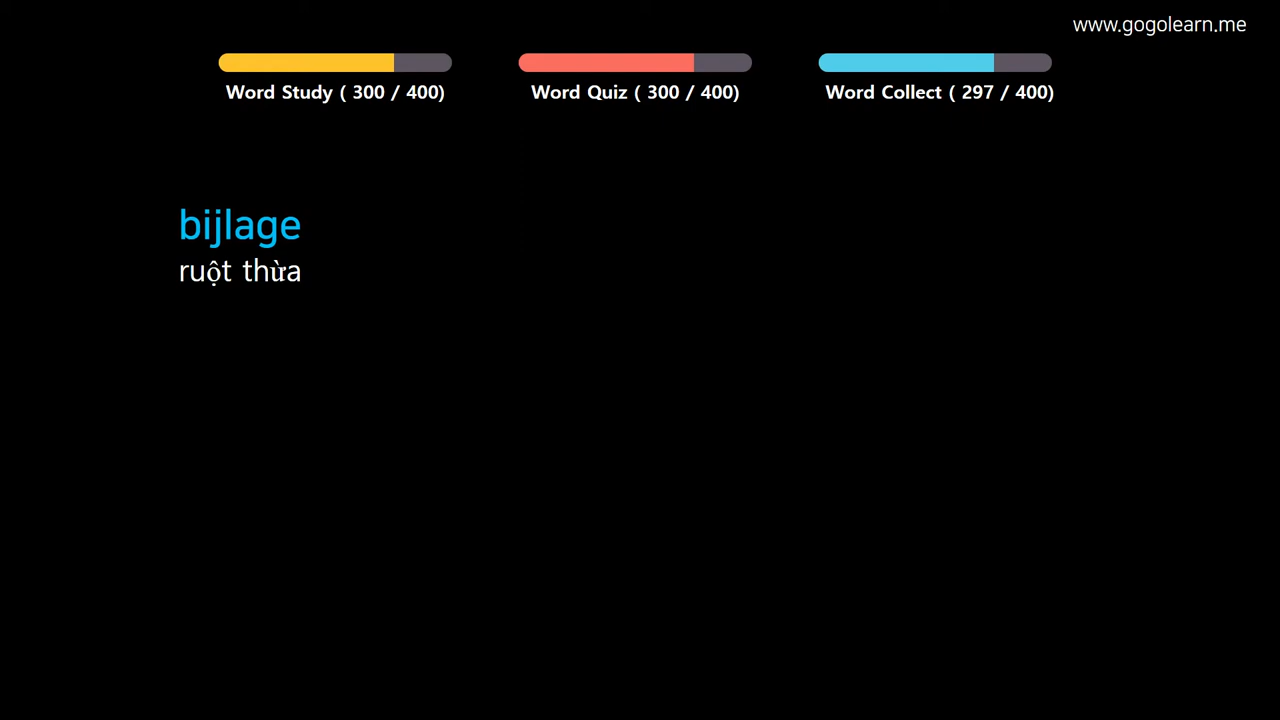 www.gogolearn.me
Word Study ( 300 / 400)
Word Quiz ( 300 / 400)
Word Collect ( 297 / 400)
bijlage
ruột thừa